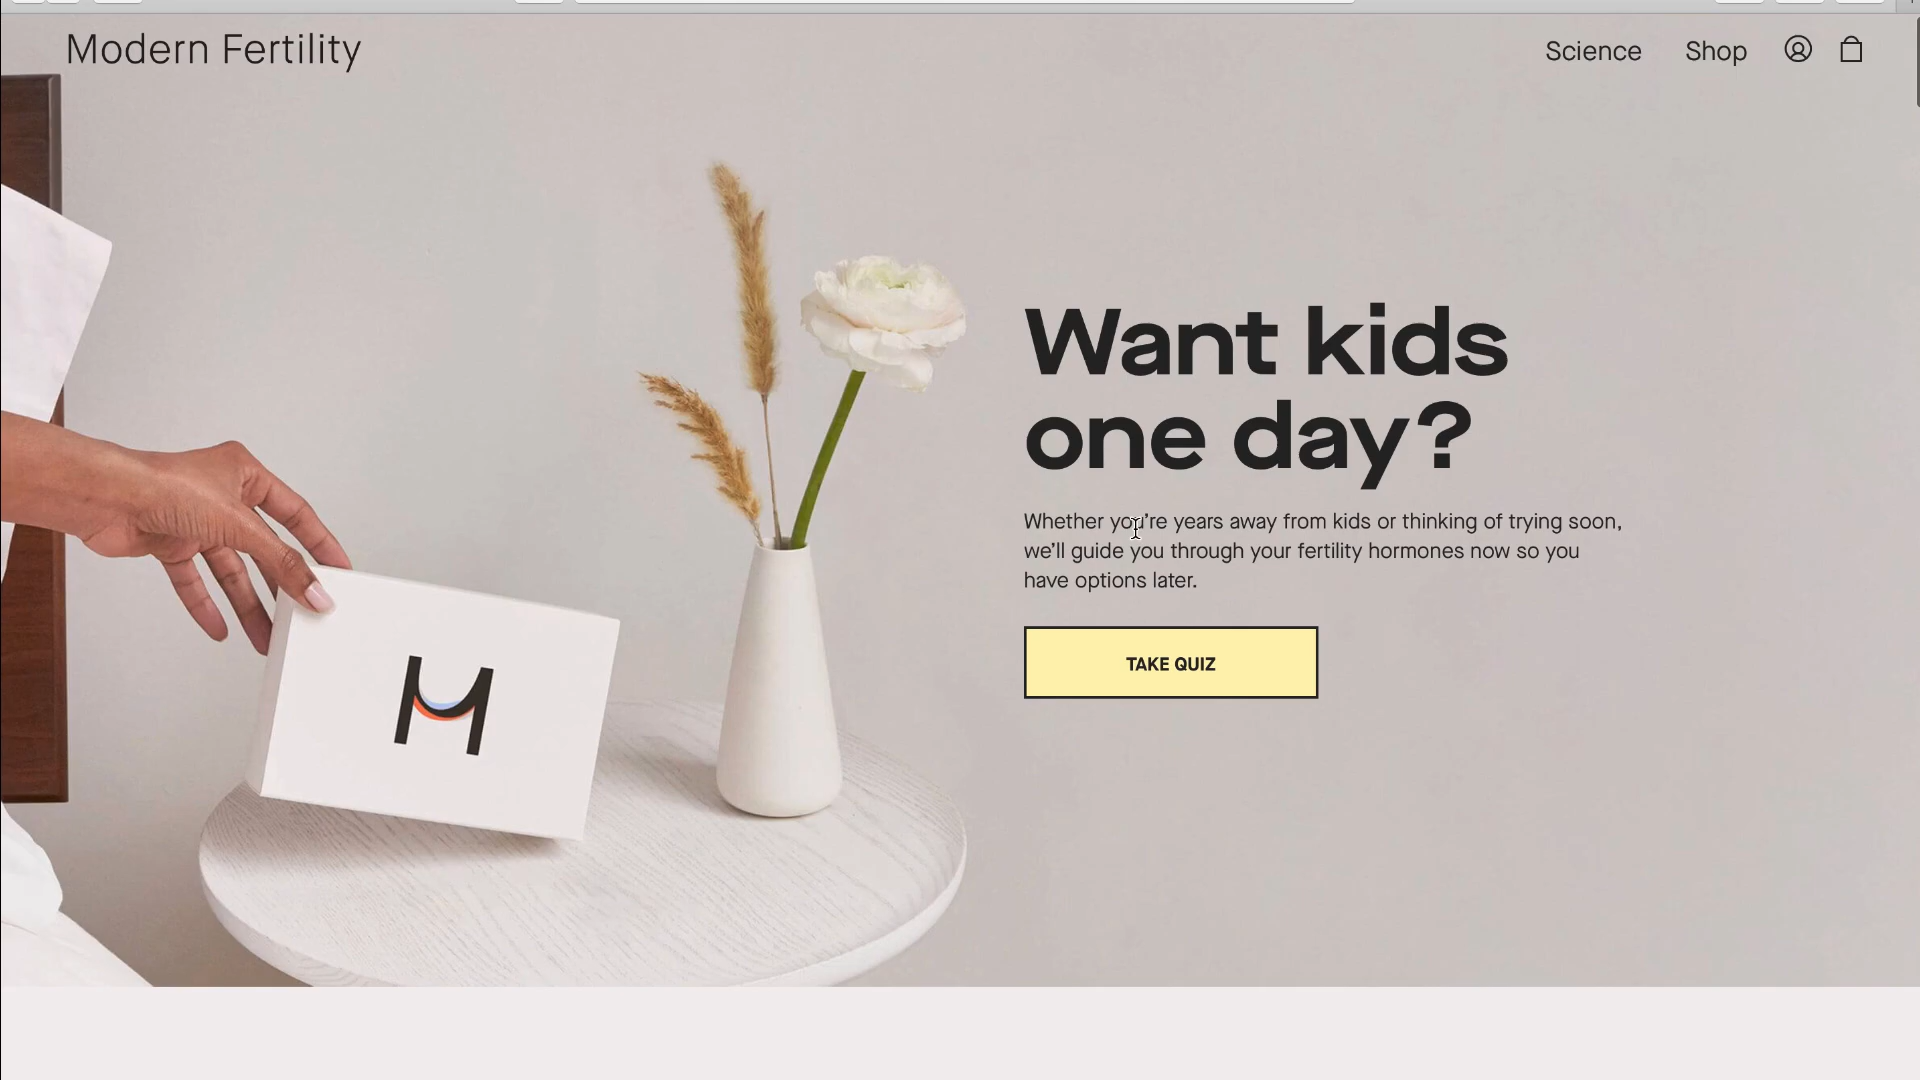 Modern Fertility
Science
Shop
Want kids
one day?
Whether you’re years away from kids or thinking of trying soon,
we’ll guide you through your fertility hormones now so you
have options later.
TAKE QUIZ
M